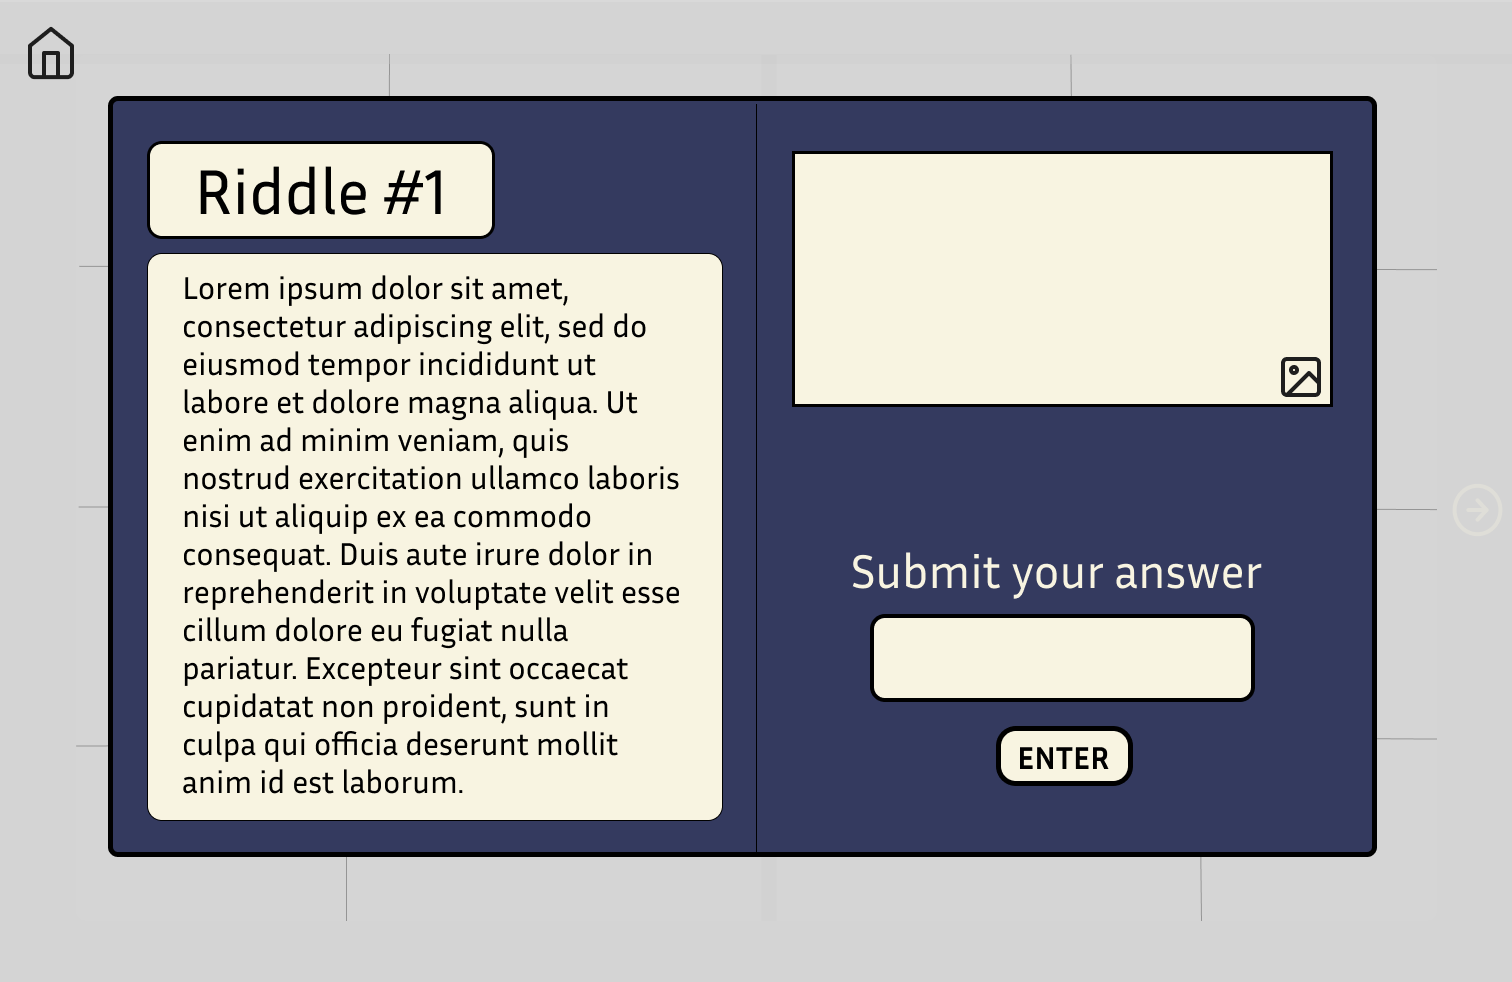 Riddle #1
Lorem ipsum dolor sit amet,
consectetur adipiscing elit, sed do
eiusmod tempor incididunt ut
labore et dolore magna aliqua. Ut
enim ad minim veniam, quis
nostrud exercitation ullamco laboris
nisi ut aliquip ex ea commodo
consequat. Duis aute irure dolor in
reprehenderit in voluptate velit esse
cillum dolore eu fugiat nulla
pariatur. Excepteur sint occaecat
cupidatat non proident, sunt in
culpa qui officia deserunt mollit
anim id est laborum.
Submit your answer
ENTER